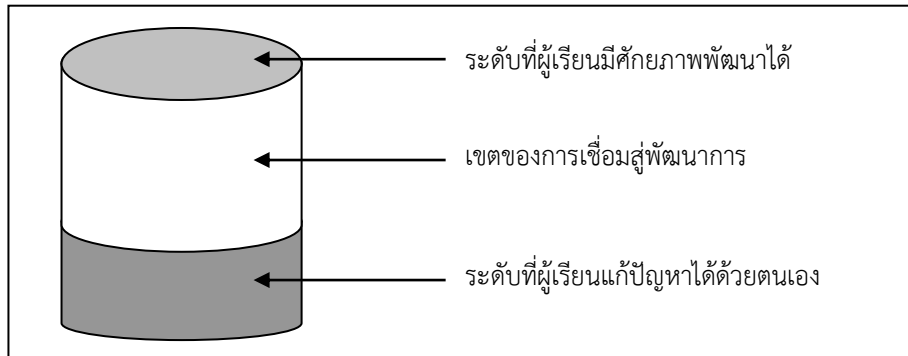 ระดับที่ผู้เรียนมีศักยภาพพัฒนาได้
เขตของการเชื่อมสู่พัฒนาการ
ระดับที่ผู้เรียนแก้ปัญหาได้ด้วยตนเอง